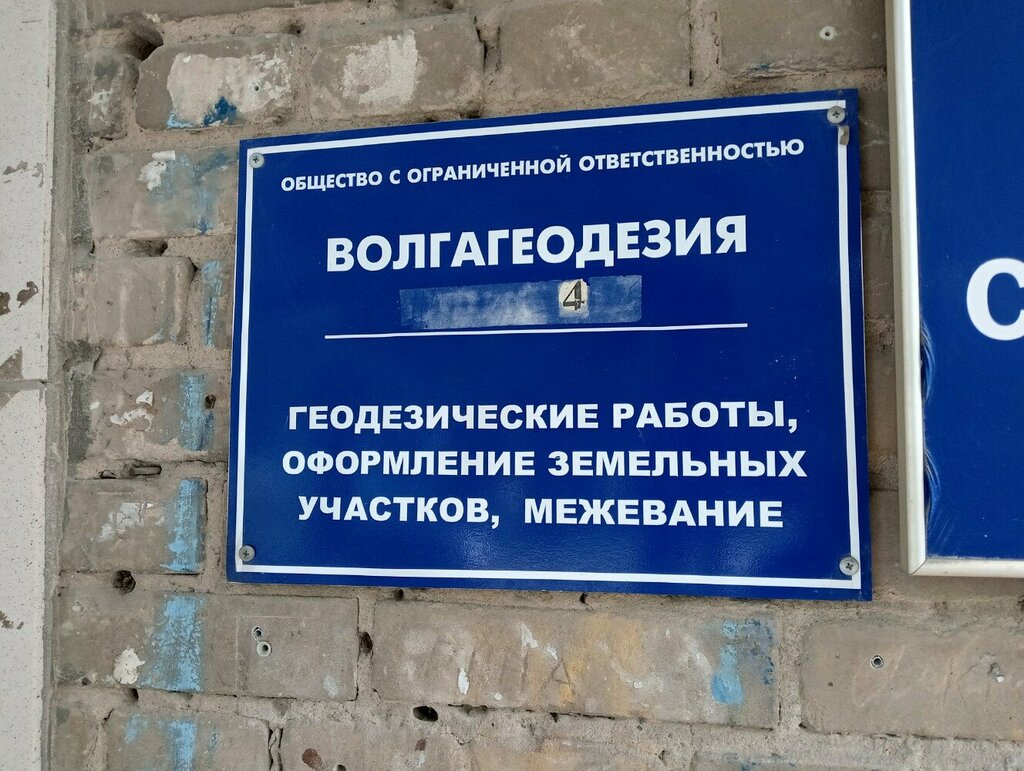 ОБЩЕСТВО С ОГРАНИЧЕННОЙ ОТВЕТСТВЕННОСТЬЮ
ВОЛГАГЕОДЕЗИЯ
4
ГЕОДЕЗИЧЕСКИЕ РАБОТЫ,
ОФОРМЛЕНИЕ ЗЕМЕЛЬНЫХ
УЧАСТКОВ, МЕЖЕВАНИЕ
С